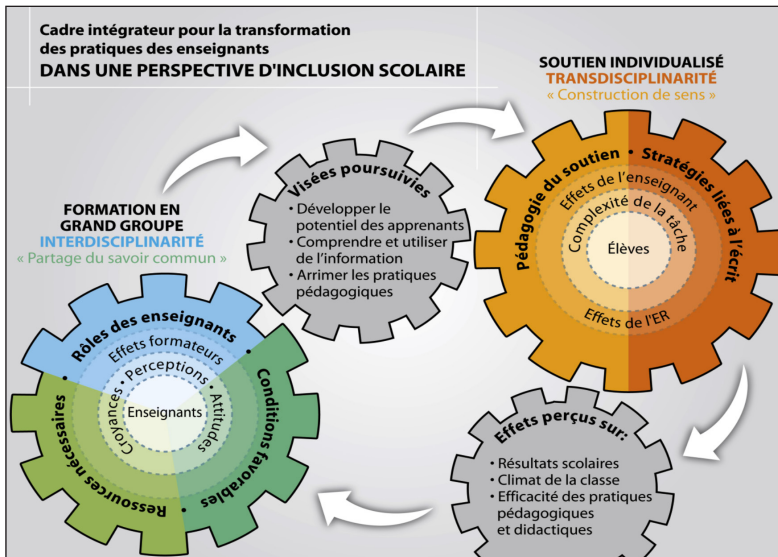 Cadre intégrateur pour la transformation
des pratiques des enseignants
DANS UNE PERSPECTIVE D'INCLUSION SCOLAIRE
SOUTIEN INDIVIDUALISÉ
TRANSDISCIPLINARITÉ
« Construction de sens »
Visées poursuivies
• Développer le
potentiel des apprenants
• Comprendre et utiliser
de l'information
• Arrimer les pratiques
pédagogiques
Pédagogie du soutien • Stratégies liées à l'écrit
Effets de l'enseignant
Complexité de la tâche
Élèves
Effets de l'ER
FORMATION EN
GRAND GROUPE
INTERDISCIPLINARITÉ
« Partage du savoir commun »
• Rôles des enseignants •
Effets formateurs
Croyances • Perceptions • Attitudes
Enseignants
Ressources nécessaires • Conditions favorables
Effets perçus sur:
• Résultats scolaires
• Climat de la classe
• Efficacité des pratiques
pédagogiques
et didactiques